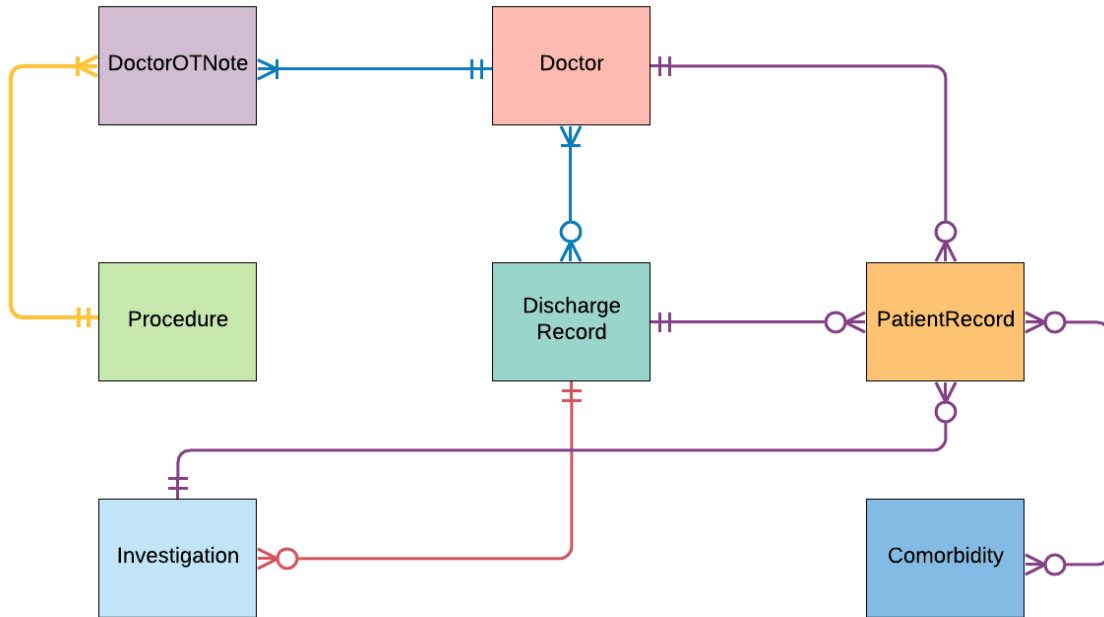 DoctorOTNote
Doctor
Procedure
Discharge
Record
PatientRecord
Investigation
Comorbidity